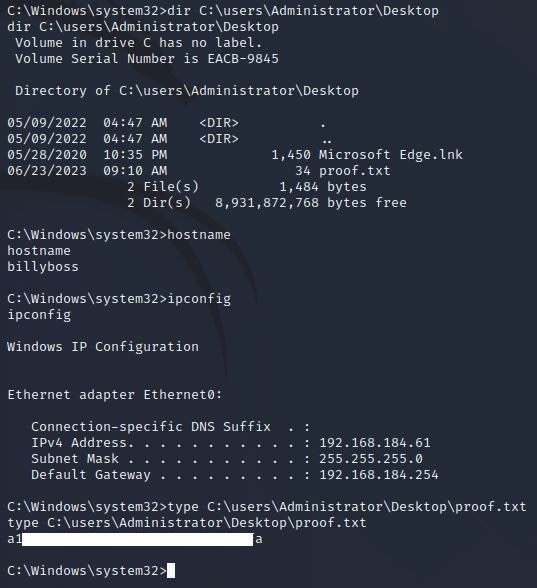 C:\Windows\system32>dir C:\users\Administrator\Desktop
dir C:\users\Administrator\Desktop
 Volume in drive C has no label.
 Volume Serial Number is EACB-9845

 Directory of C:\users\Administrator\Desktop

05/09/2022  04:47 AM    <DIR>          .
05/09/2022  04:47 AM    <DIR>          ..
05/28/2020  10:35 PM             1,450 Microsoft Edge.lnk
06/23/2023  09:10 AM                34 proof.txt
               2 File(s)          1,484 bytes
               2 Dir(s)   8,931,872,768 bytes free

C:\Windows\system32>hostname
hostname
billyboss

C:\Windows\system32>ipconfig
ipconfig

Windows IP Configuration


Ethernet adapter Ethernet0:

   Connection-specific DNS Suffix  . :
   IPv4 Address. . . . . . . . . . . : 192.168.184.61
   Subnet Mask . . . . . . . . . . . : 255.255.255.0
   Default Gateway . . . . . . . . . : 192.168.184.254

C:\Windows\system32>type C:\users\Administrator\Desktop\proof.txt
type C:\users\Administrator\Desktop\proof.txt
a1 a

C:\Windows\system32>